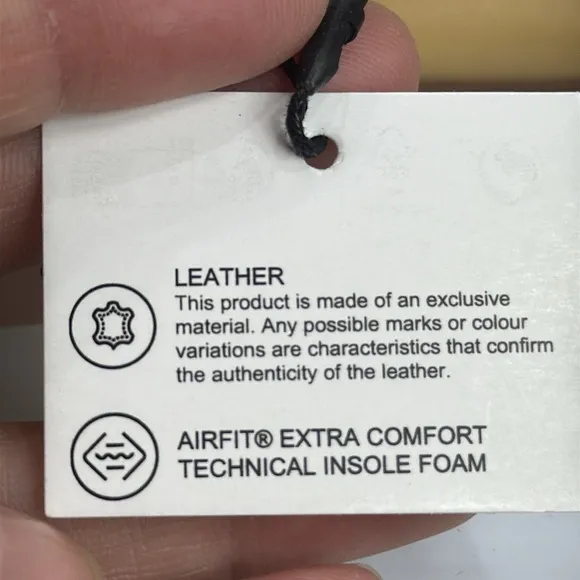 LEATHER
This product is made of an exclusive
material. Any possible marks or colour
variations are characteristics that confirm
the authenticity of the leather.
AIRFIT® EXTRA COMFORT
TECHNICAL INSOLE FOAM